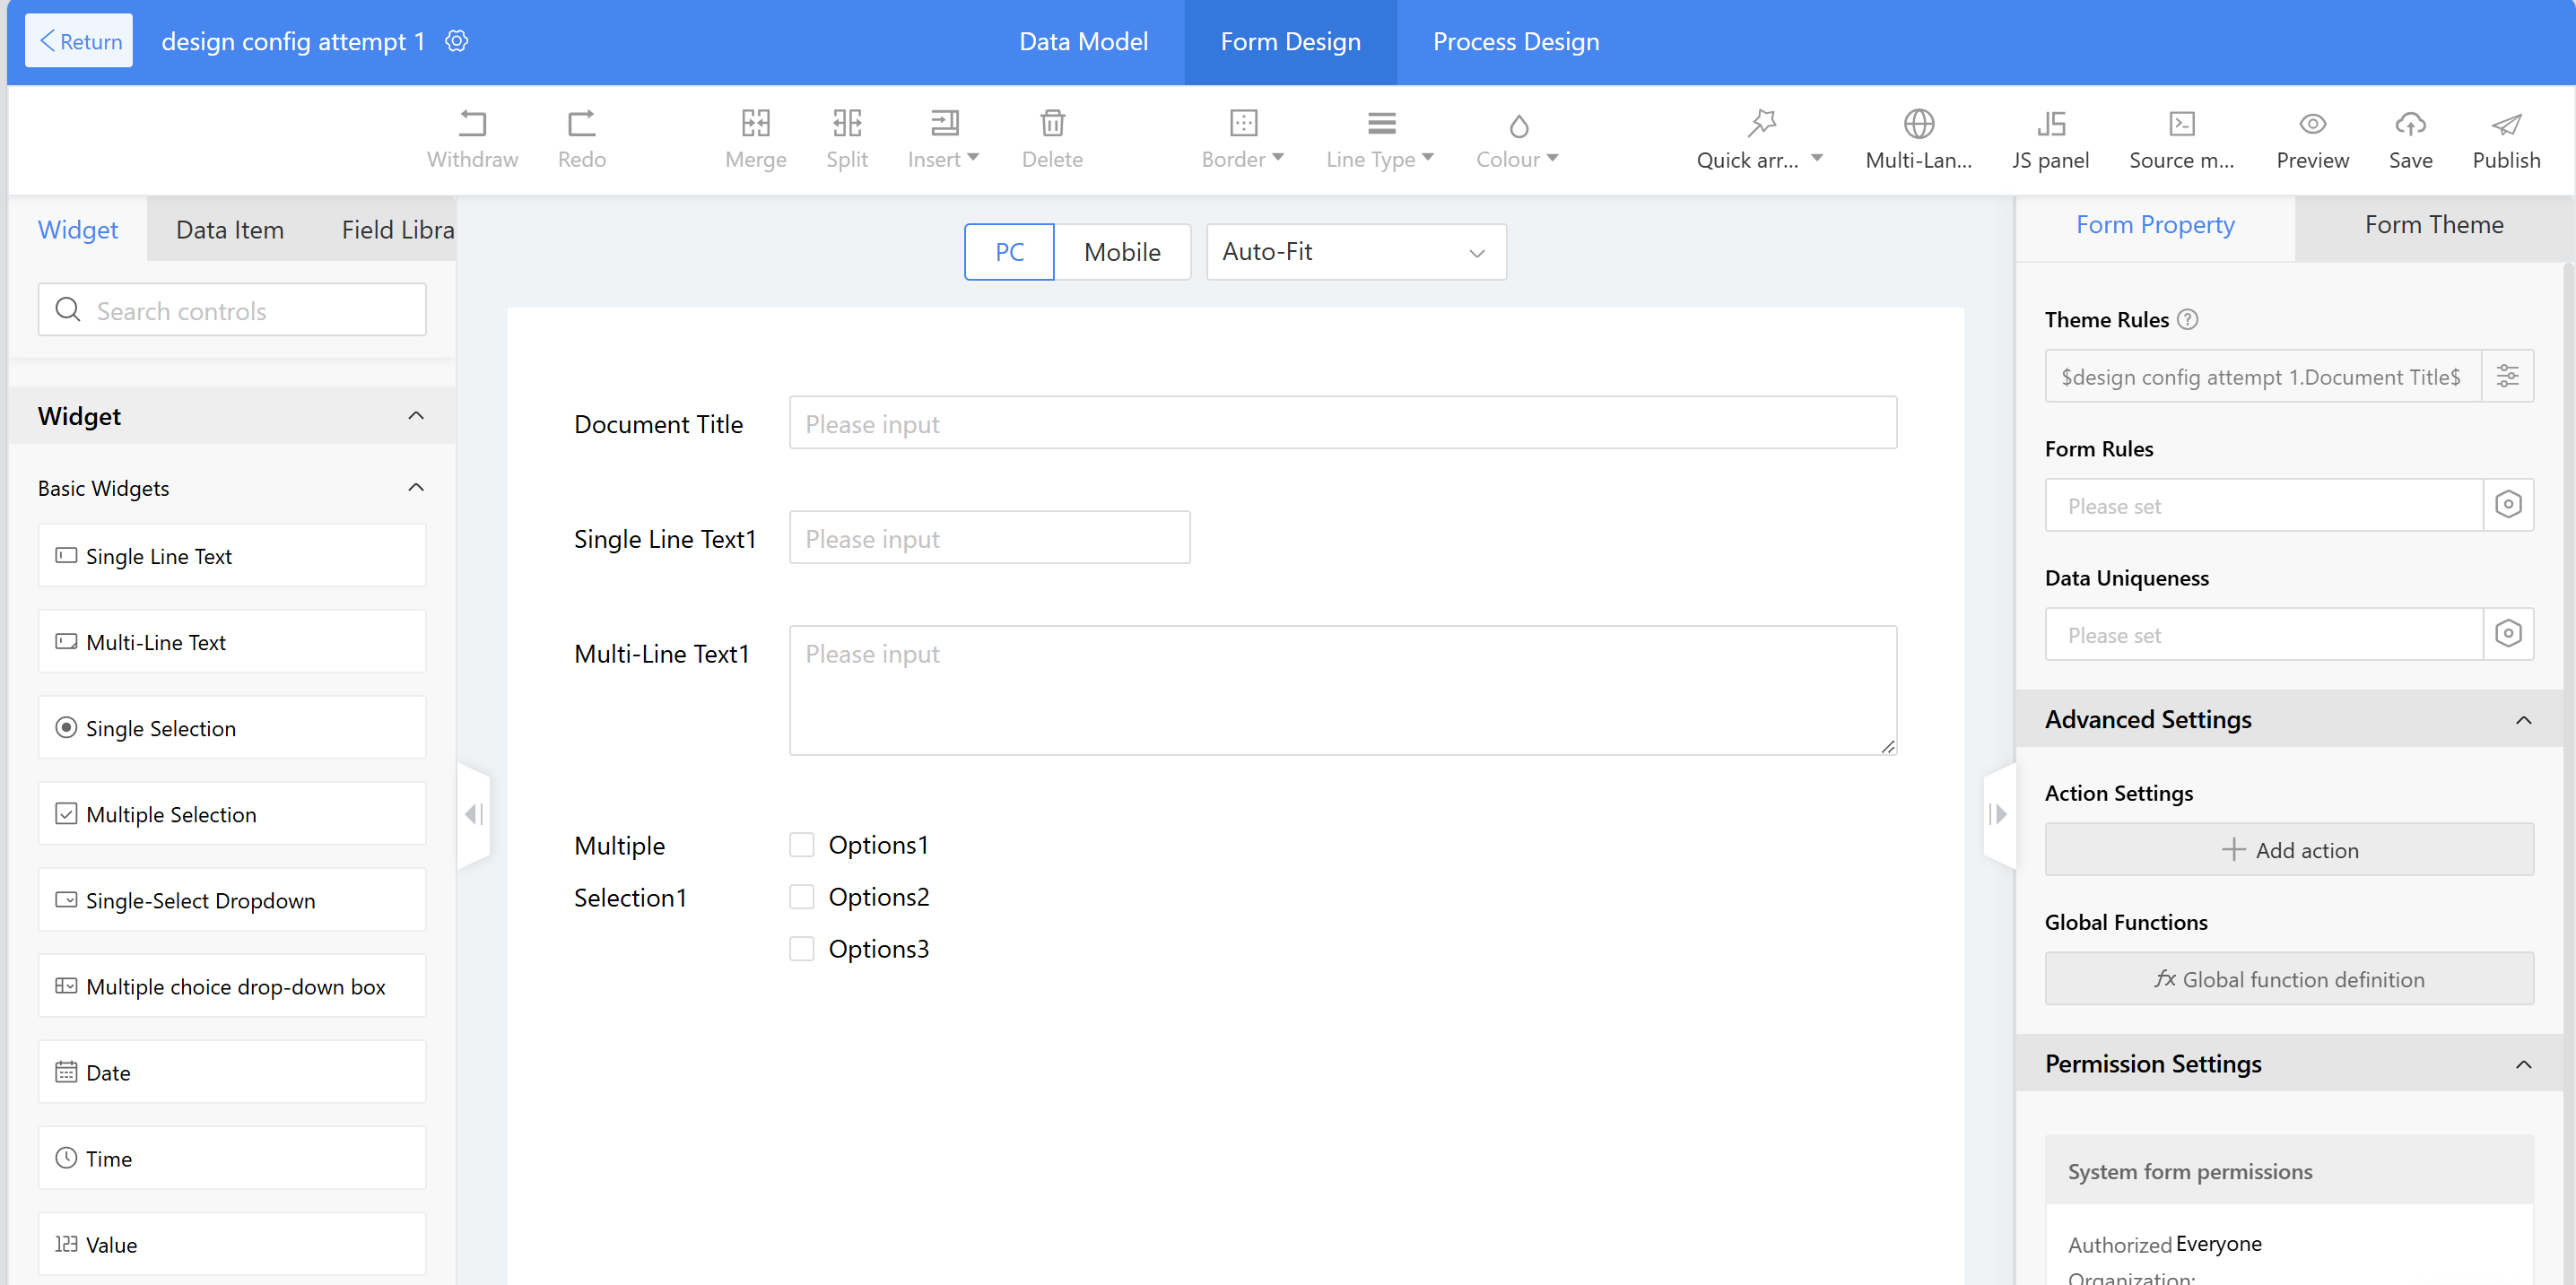 Return
design config attempt 1
Data Model
Form Design
Process Design
Withdraw
Redo
Merge
Split
Insert
Delete
Border
Line Type
Colour
Quick arr...
Multi-Lan...
JS panel
Source m...
Preview
Save
Publish
Widget
Data Item
Field Libra
Search controls
Widget
Basic Widgets
Single Line Text
Multi-Line Text
Single Selection
Multiple Selection
Single-Select Dropdown
Multiple choice drop-down box
Date
Time
123 Value
PC
Mobile
Auto-Fit
Document Title
Please input
Single Line Text1
Please input
Multi-Line Text1
Please input
Multiple
Selection1
Options1
Options2
Options3
Form Property
Form Theme
Theme Rules
$design config attempt 1.Document Title$
Form Rules
Please set
Data Uniqueness
Please set
Advanced Settings
Action Settings
Add action
Global Functions
fx Global function definition
Permission Settings
System form permissions
Authorized Everyone
Organization: